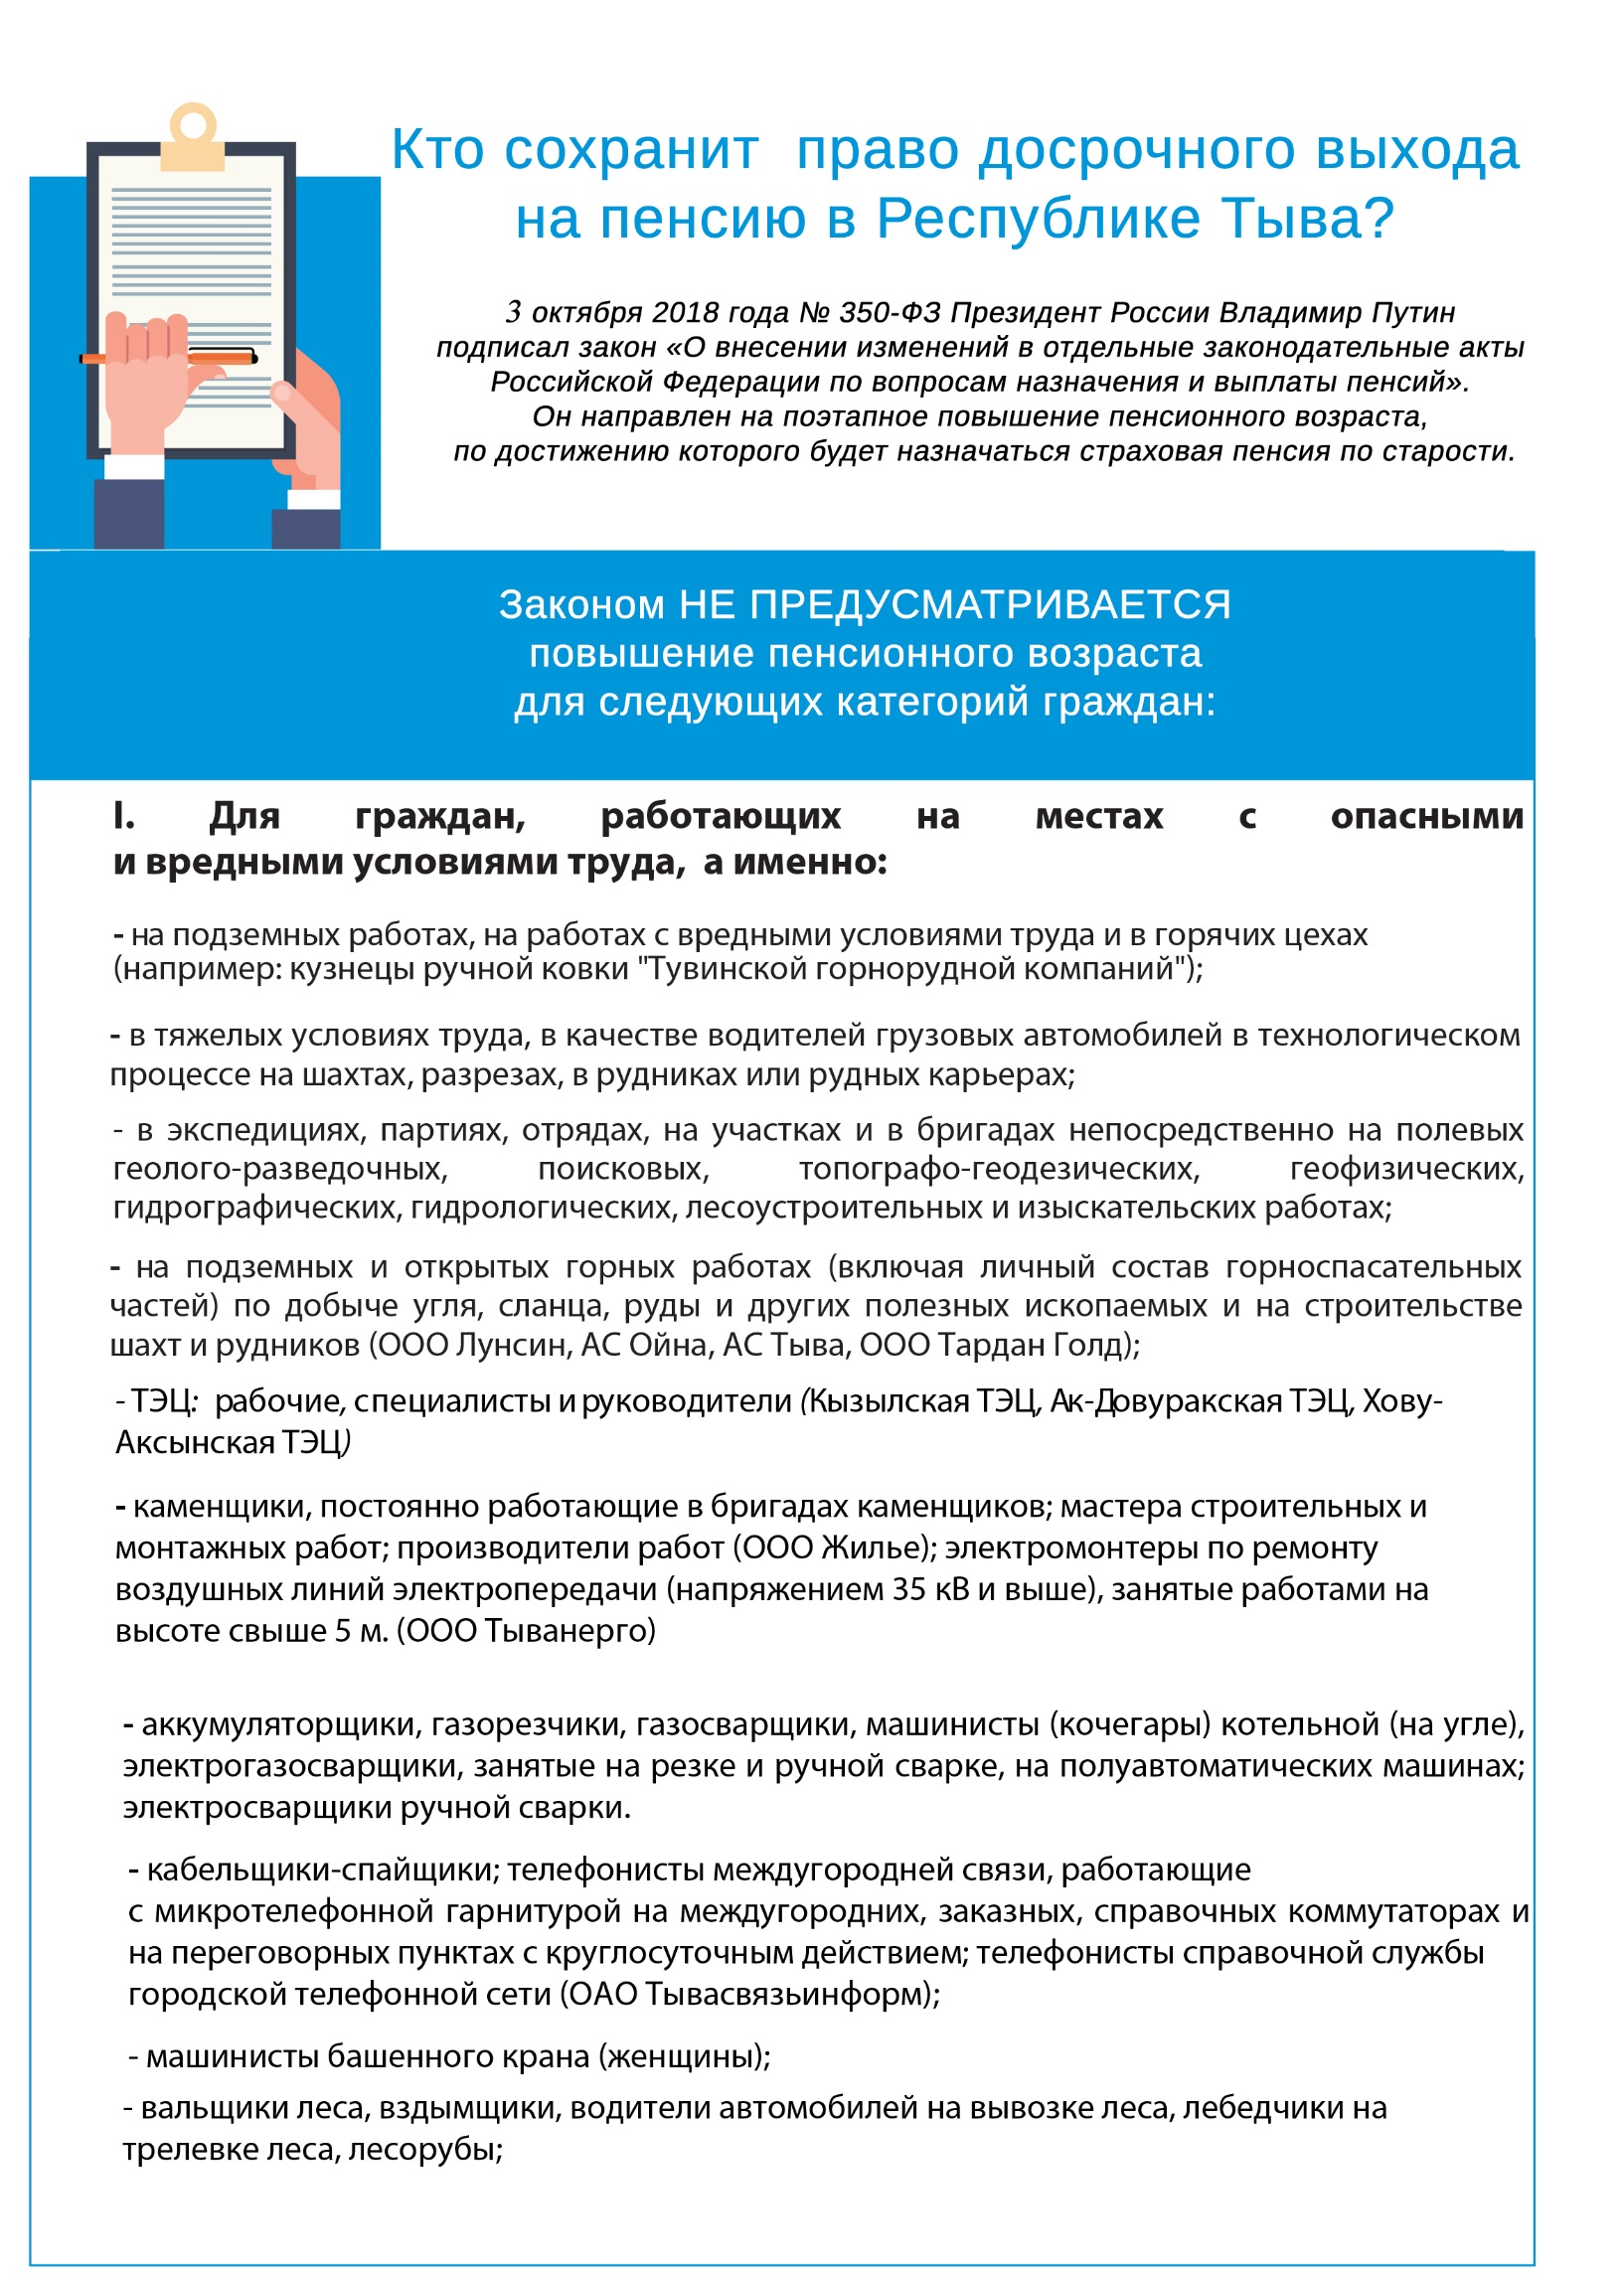 Кто сохранит право досрочного выхода
на пенсию в Республике Тыва?
3 октября 2018 года № 350-ФЗ Президент России Владимир Путин
подписал закон «О внесении изменений в отдельные законодательные акты
Российской Федерации по вопросам назначения и выплаты пенсий».
Он направлен на поэтапное повышение пенсионного возраста,
по достижению которого будет назначаться страховая пенсия по старости.
Законом НЕ ПРЕДУСМАТРИВАЕТСЯ
повышение пенсионного возраста
для следующих категорий граждан:
I. Для граждан, работающих на местах с опасными
и вредными условиями труда, а именно:
- на подземных работах, на работах с вредными условиями труда и в горячих цехах
(например: кузнецы ручной ковки "Тувинской горнорудной компаний");
- в тяжелых условиях труда, в качестве водителей грузовых автомобилей в технологическом
процессе на шахтах, разрезах, в рудниках или рудных карьерах;
- в экспедициях, партиях, отрядах, на участках и в бригадах непосредственно на полевых
геолого-разведочных, поисковых, топографо-геодезических, геофизических,
гидрографических, гидрологических, лесоустроительных и изыскательских работах;
- на подземных и открытых горных работах (включая личный состав горноспасательных
частей) по добыче угля, сланца, руды и других полезных ископаемых и на строительстве
шахт и рудников (ООО Лунсин, АС Ойна, АС Тыва, ООО Тардан Голд);
- ТЭЦ: рабочие, специалисты и руководители (Кызылская ТЭЦ, Ак-Довуракская ТЭЦ, Хову-
Аксынская ТЭЦ)
- каменщики, постоянно работающие в бригадах каменщиков; мастера строительных и
монтажных работ; производители работ (ООО Жилье); электромонтеры по ремонту
воздушных линий электропередачи (напряжением 35 кВ и выше), занятые работами на
высоте свыше 5 м. (ООО Тыванерго)
- аккумуляторщики, газорезчики, газосварщики, машинисты (кочегары) котельной (на угле),
электрогазосварщики, занятые на резке и ручной сварке, на полуавтоматических машинах;
электросварщики ручной сварки.
- кабельщики-спайщики; телефонисты междугородней связи, работающие
с микротелефонной гарнитурой на междугородних, заказных, справочных коммутаторах и
на переговорных пунктах с круглосуточным действием; телефонисты справочной службы
городской телефонной сети (ОАО Тывасвязьинформ);
- машинисты башенного крана (женщины);
- вальщики леса, вздымщики, водители автомобилей на вывозке леса, лебедчики на
трелевке леса, лесорубы;